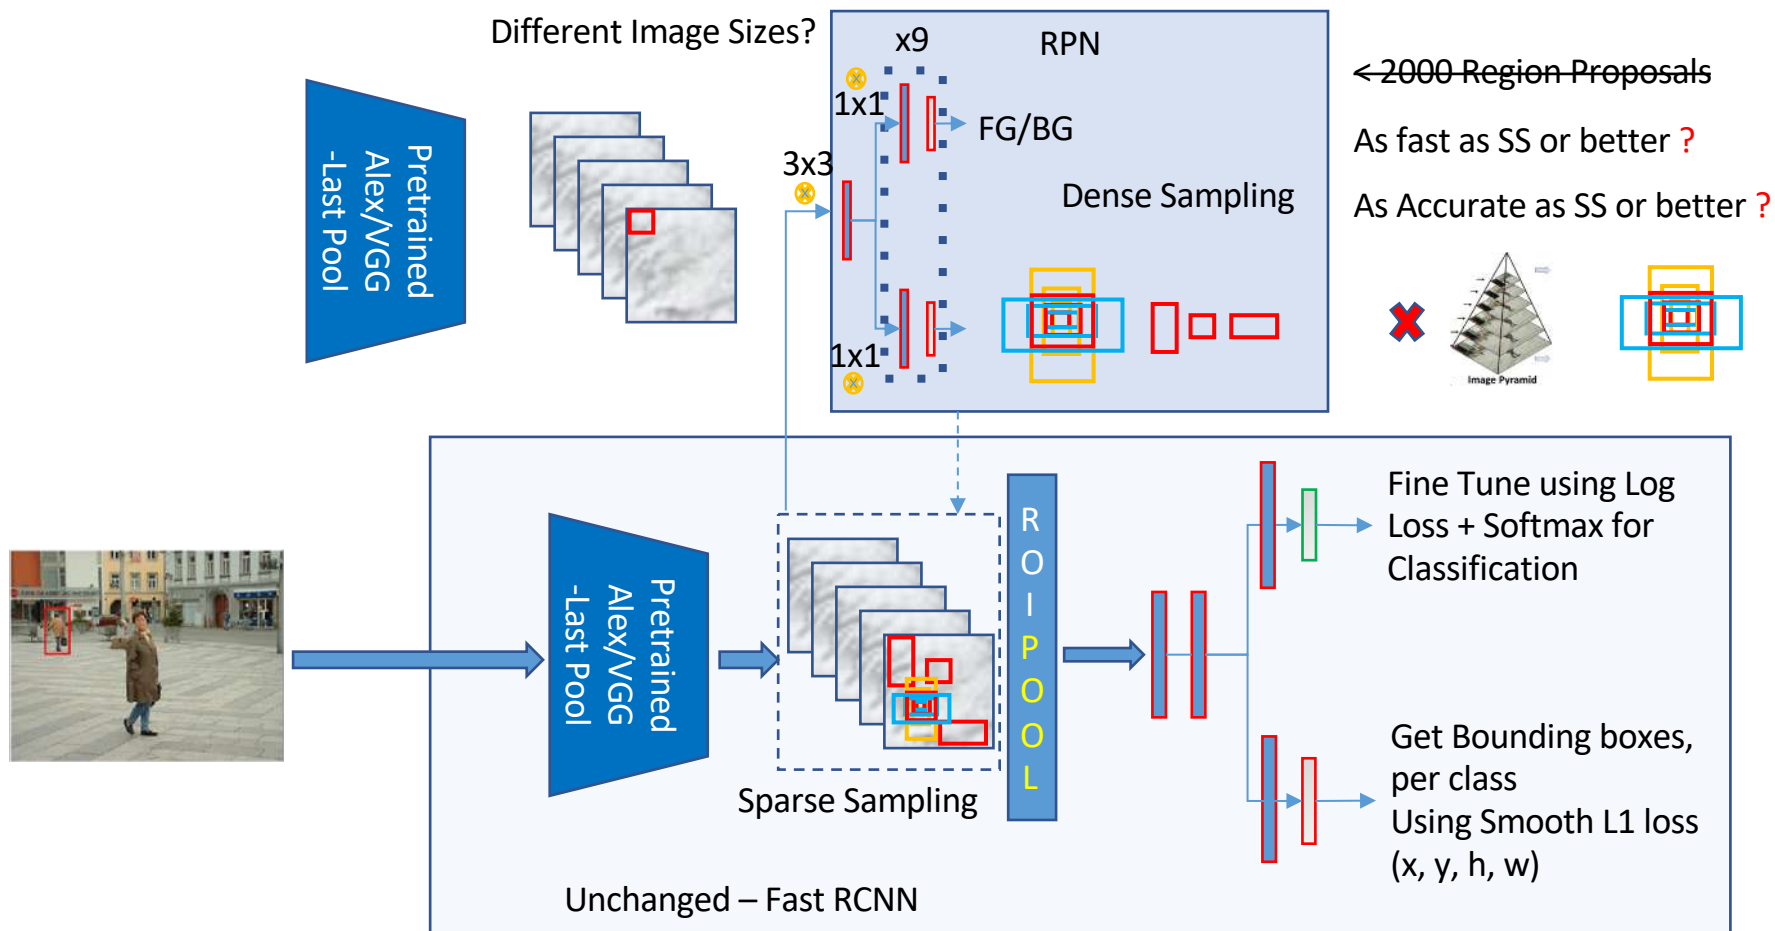 Different Image Sizes?
x9
RPN
< 2000 Region Proposals
1x1
FG/BG
As fast as SS or better ?
3x3
Pretrained
Alex/VGG
-Last Pool
Dense Sampling
As Accurate as SS or better ?
1x1
Image Pyramid
Pretrained
Alex/VGG
-Last Pool
Sparse Sampling
ROI POOL
Fine Tune using Log
Loss + Softmax for
Classification
Get Bounding boxes,
per class
Using Smooth L1 loss
(x, y, h, w)
Unchanged – Fast RCNN